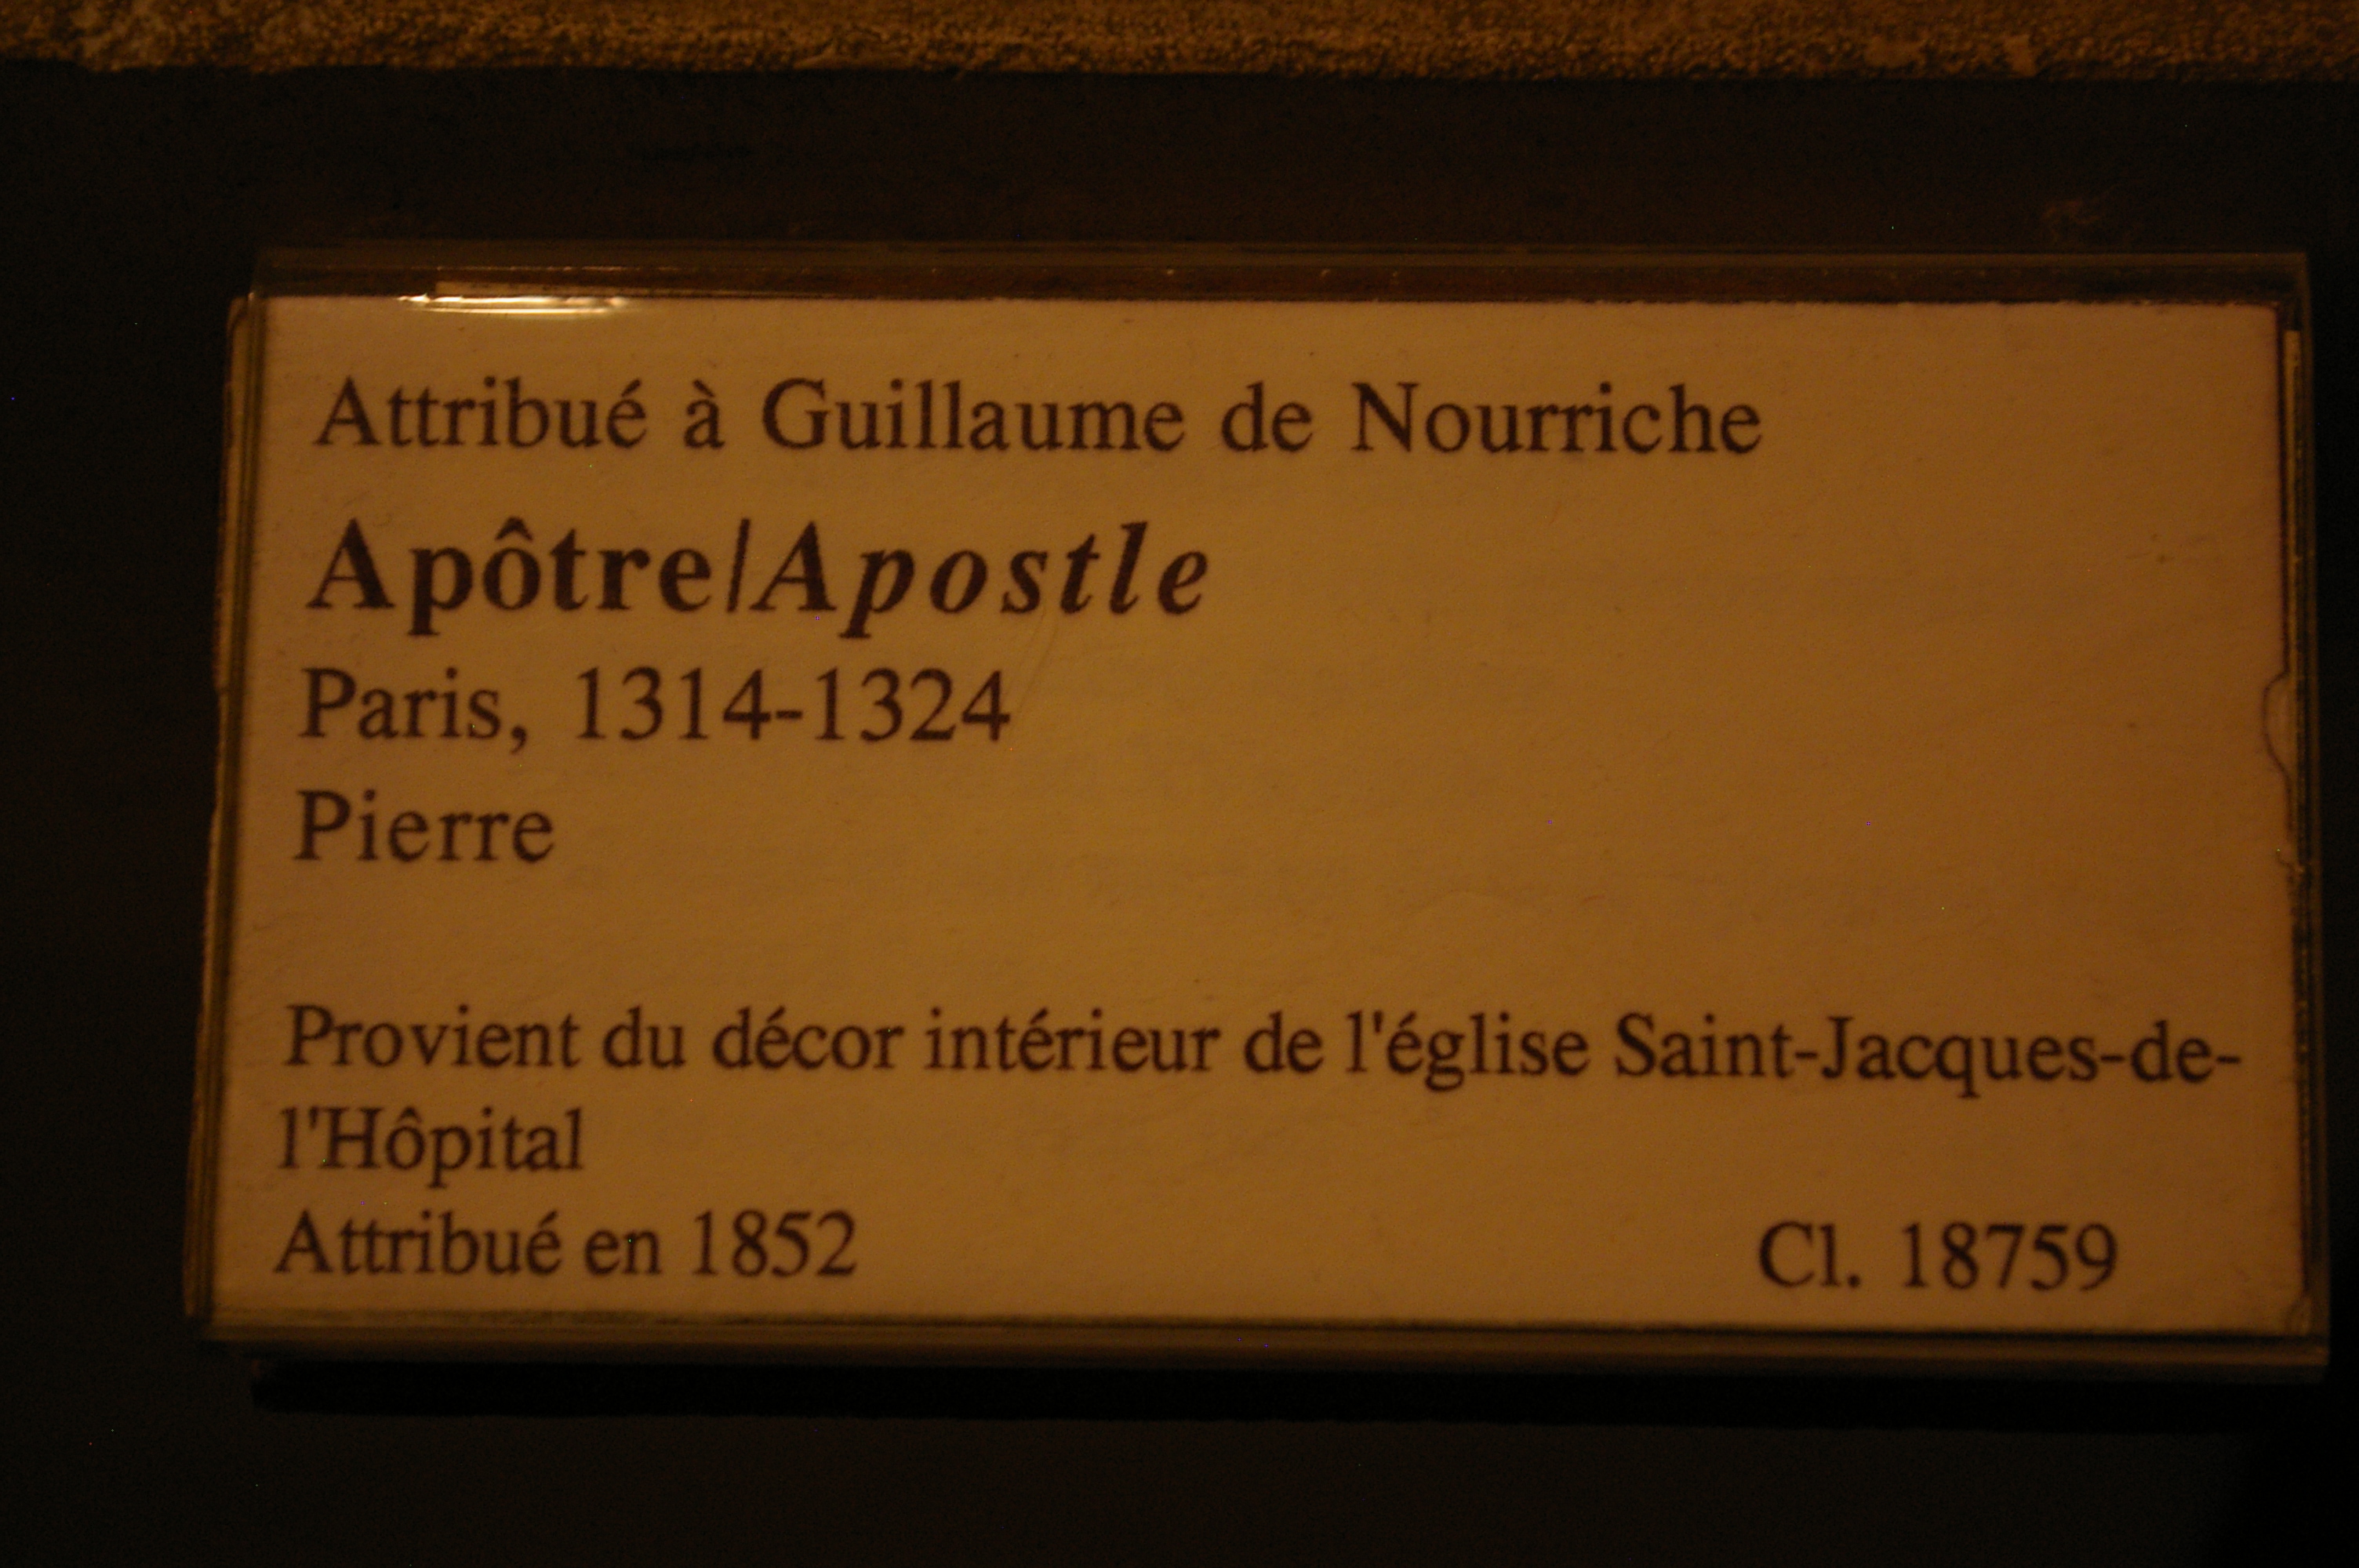 Attribué à Guillaume de Nourriche
Apôtre/Apostle
Paris, 1314-1324
Pierre
Provient du décor intérieur de l'église Saint-Jacques-de-
l'Hôpital
Attribué en 1852 Cl. 18759